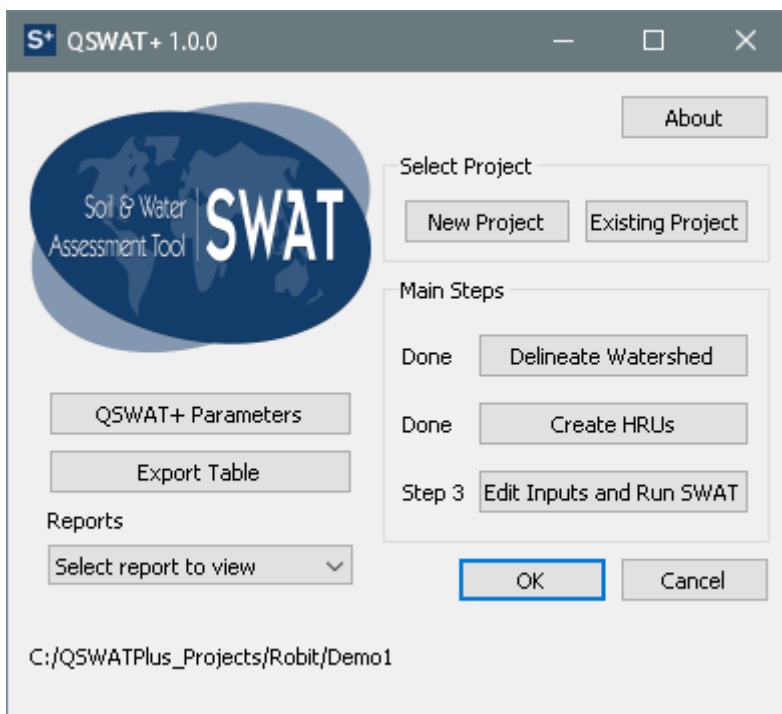 S+ QSWAT+ 1.0.0
About
Soil & Water
Assessment Tool
SWAT
Select Project
New Project Existing Project
Main Steps
Done Delineate Watershed
QSWAT+ Parameters
Done Create HRUs
Export Table
Step 3 Edit Inputs and Run SWAT
Reports
Select report to view
OK Cancel
C:/QSWATPlus_Projects/Robit/Demo1